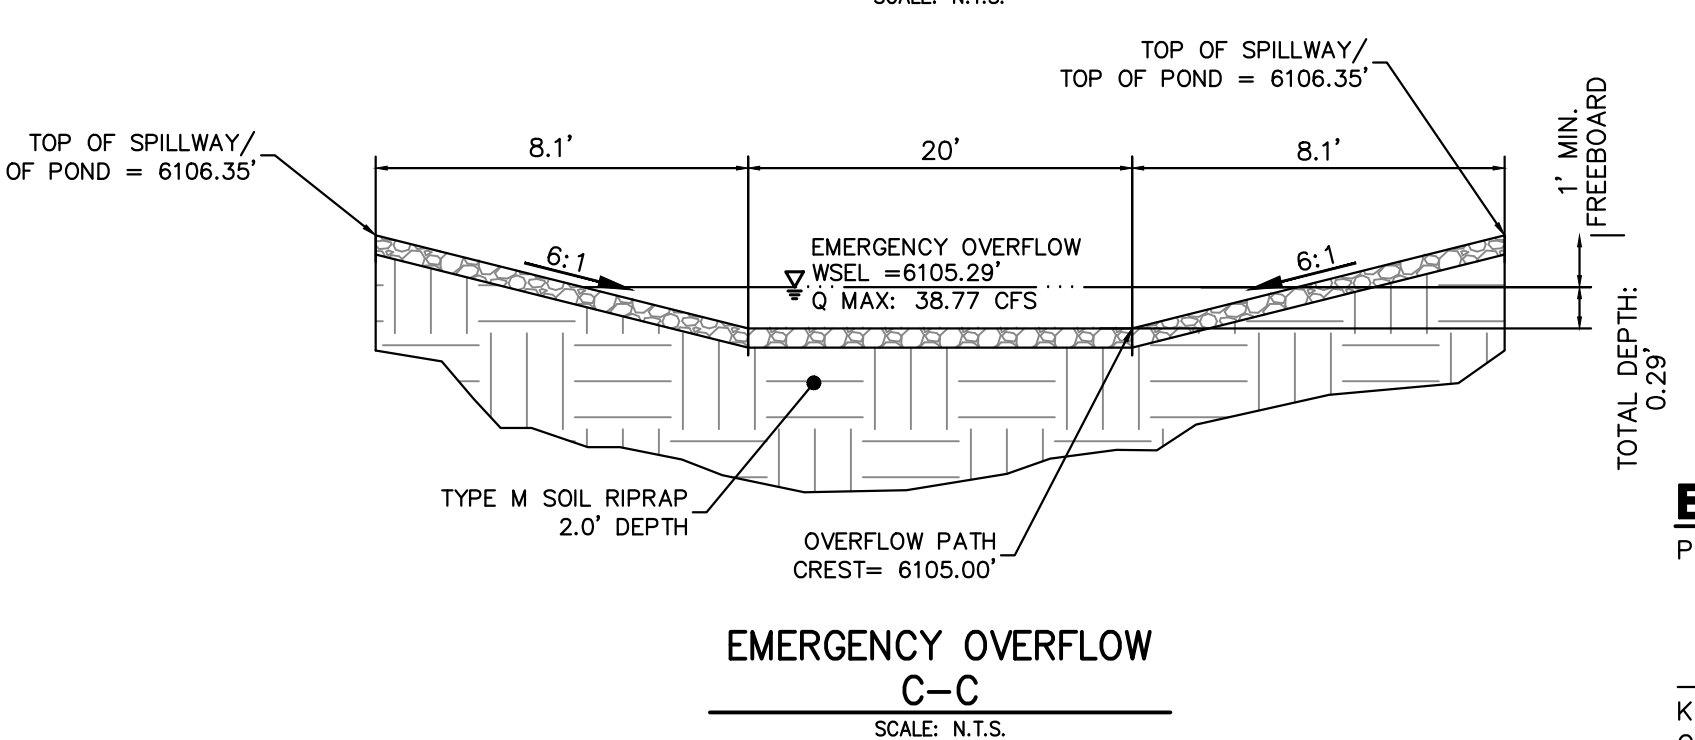 SCALE: N.T.S.
TOP OF SPILLWAY/
TOP OF POND = 6106.35'
1' MIN.
FREEBOARD
TOP OF SPILLWAY/
OF POND = 6106.35'
8.1'
20'
8.1'
6:1
EMERGENCY OVERFLOW
WSEL =6105.29'
Q MAX: 38.77 CFS
6:1
TOTAL DEPTH:
0.29'
TYPE M SOIL RIPRAP
2.0' DEPTH
OVERFLOW PATH
CREST= 6105.00'
EMERGENCY OVERFLOW
C-C
SCALE: N.T.S.